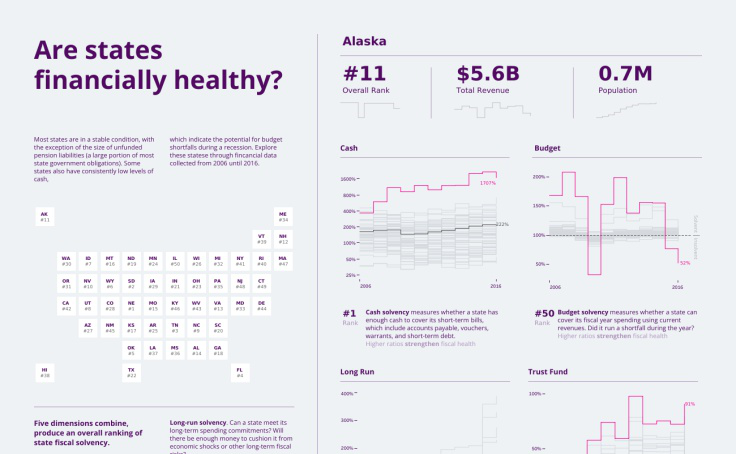 Are states
financially healthy?
Most states are in a stable condition, with
the exception of the size of unfunded
pension liabilities (a large portion of most
state government obligations). Some
states also have consistently low levels of
cash,
which indicate the potential for budget
shortfalls during a recession. Explore
these statese through fincancial data
collected from 2006 until 2016.
AK
#11
ME
#34
VT
#39
NH
#12
WA
#30
ID
#7
MT
#16
ND
#19
MN
#24
IL
#50
WI
#26
MI
#32
NY
#41
RI
#40
MA
#47
OR
#31
NV
#10
WY
#6
SD
#2
IA
#28
IN
#21
OH
#23
PA
#35
NJ
#48
CT
#49
CA
#42
UT
#8
CO
#29
NE
#1
MO
#15
KY
#46
WV
#43
VA
#13
MD
#33
DE
#44
AZ
#27
NM
#45
KS
#17
AR
#25
TN
#3
NC
#9
SC
#20
OK
#5
LA
#37
MS
#36
AL
#14
GA
#18
HI
#38
TX
#22
FL
#4
Five dimensions combine,
produce an overall ranking of
state fiscal solvency.
Long-run solvency. Can a state meet its
long-term spending commitments? Will
there be enough money to cushion it from
economic shocks or other long-term fiscal
Alaska
#11
Overall Rank
$5.6B
Total Revenue
0.7M
Population
Cash
1600%
800%
400%
200%
100%
50%
25%
1707%
222%
2006
2016
#1
Rank
Cash solvency measures whether a state has
enough cash to cover its short-term bills,
which include accounts payable, vouchers,
warrants, and short-term debt.
Higher ratios strengthen fiscal health
Budget
200%
150%
100%
50%
51%
2006
2016
#50
Rank
Budget solvency measures whether a state can
cover its fiscal year spending using current
revenues. Did it run a shortfall during the year?
Higher ratios strengthen fiscal health
Long Run
400%
300%
200%
Trust Fund
100%
50%
81%